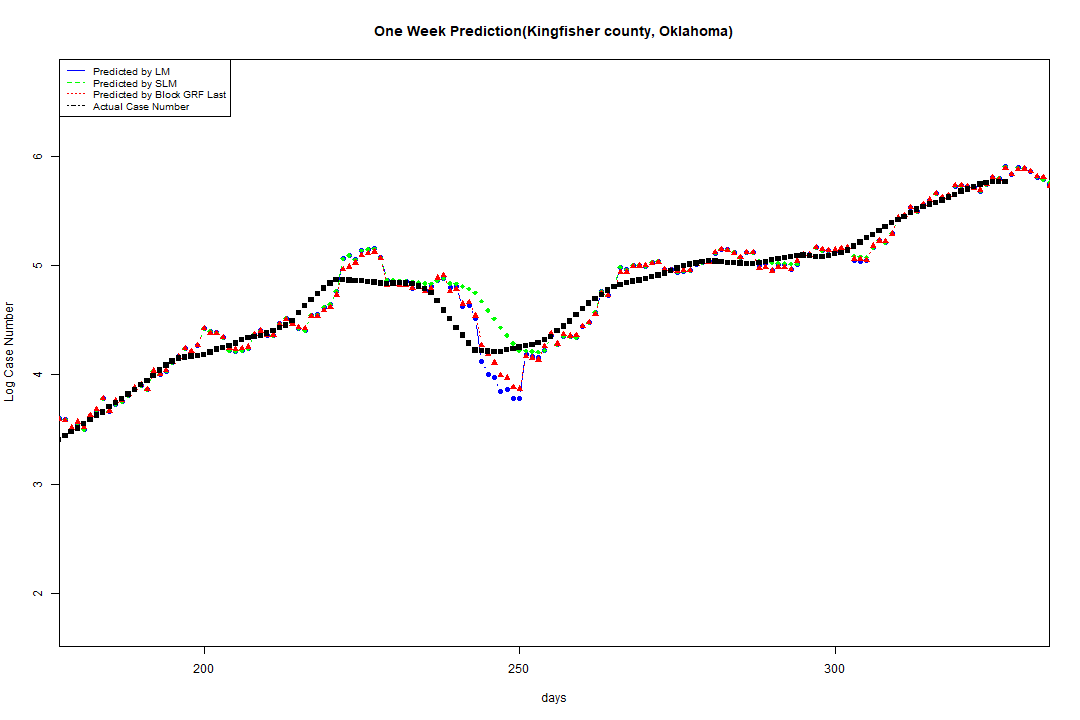 One Week Prediction(Kingfisher county, Oklahoma)
Predicted by LM
Predicted by SLM
Predicted by Block GRF Last
Actual Case Number
Log Case Number
6
5
4
3
2
200 250 300
days